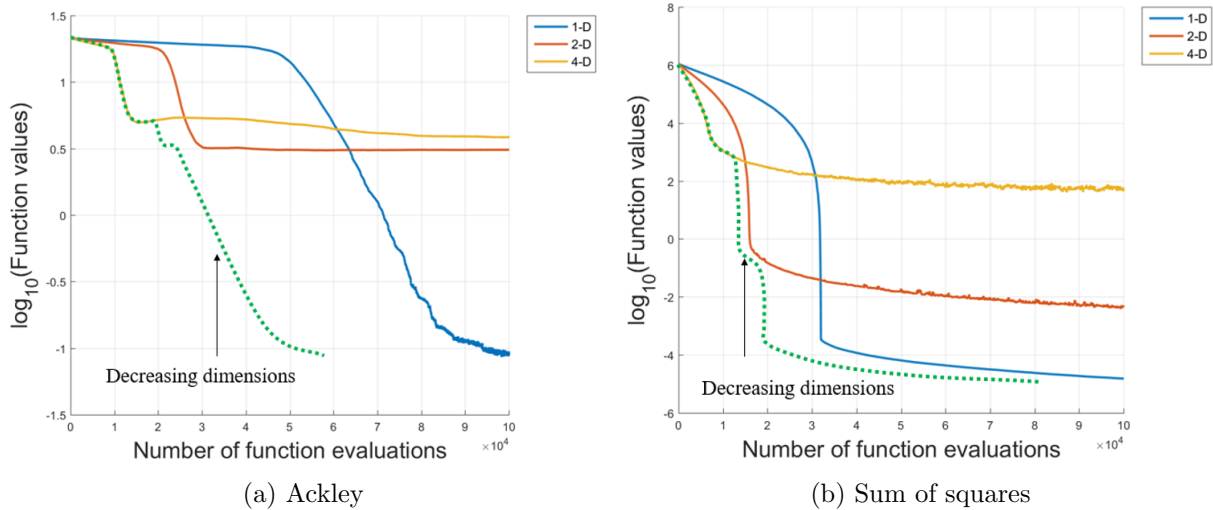 1.5
1
0.5
0
-0.5
-1
-1.5
log10(Function values)
0 1 2 3 4 5 6 7 8 9 10
×10^4
Number of function evaluations
1-D
2-D
4-D
Decreasing dimensions
(a) Ackley
8
6
4
2
0
-2
-4
-6
log10(Function values)
0 1 2 3 4 5 6 7 8 9 10
×10^4
Number of function evaluations
1-D
2-D
4-D
Decreasing dimensions
(b) Sum of squares